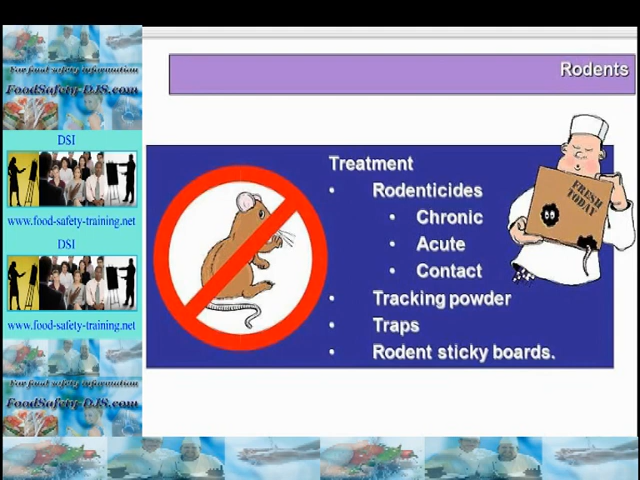 For food safety information
FoodSafety-DJS.com
DSI
www.food-safety-training.net
DSI
www.food-safety-training.net
For food safety information
FoodSafety-DJS.com
Rodents
Treatment
• Rodenticides
• Chronic
• Acute
• Contact
• Tracking powder
• Traps
• Rodent sticky boards.
FRESH
TODAY